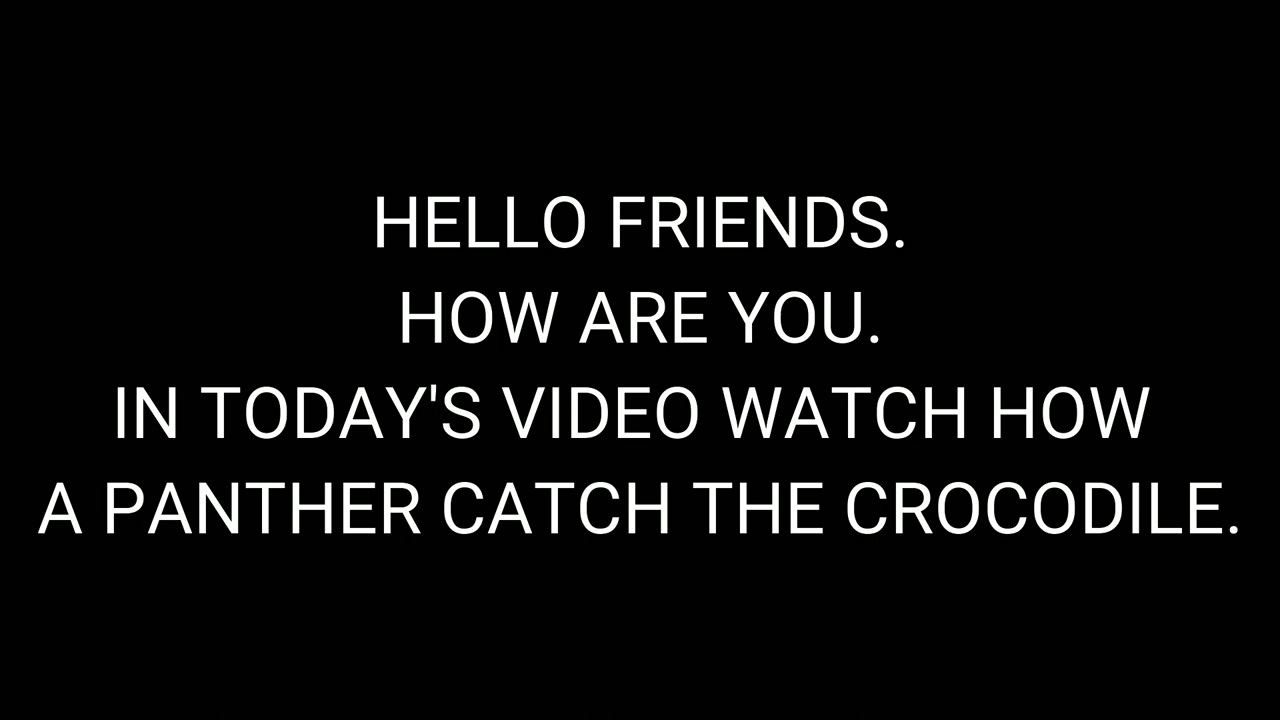 HELLO FRIENDS.
HOW ARE YOU.
IN TODAY'S VIDEO WATCH HOW
A PANTHER CATCH THE CROCODILE.